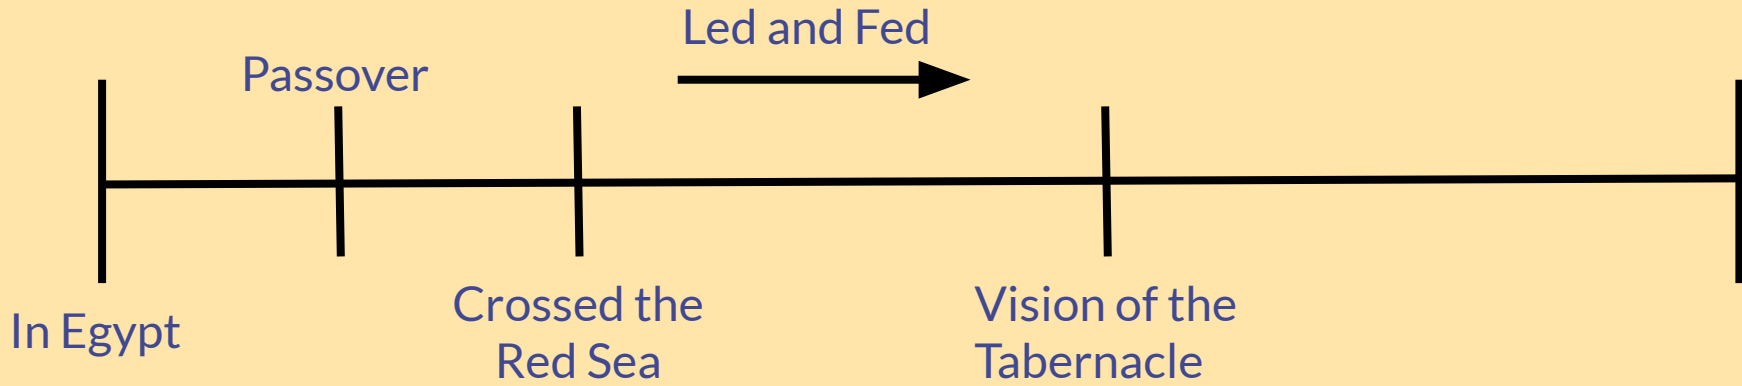 Led and Fed
Passover
In Egypt
Crossed the
Red Sea
Vision of the
Tabernacle